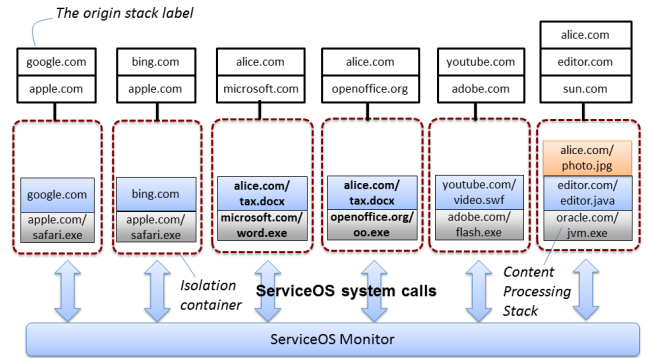 The origin stack label
google.com
apple.com
bing.com
apple.com
alice.com
microsoft.com
alice.com
openoffice.org
youtube.com
adobe.com
alice.com
editor.com
sun.com
google.com
apple.com/
safari.exe
bing.com
apple.com/
safari.exe
alice.com/
tax.docx
microsoft.com/
word.exe
alice.com/
tax.docx
openoffice.org/
oo.exe
youtube.com/
video.swf
adobe.com/
flash.exe
alice.com/
photo.jpg
editor.com/
editor.java
oracle.com/
jvm.exe
Isolation
container
ServiceOS system calls
Content
Processing
Stack
ServiceOS Monitor